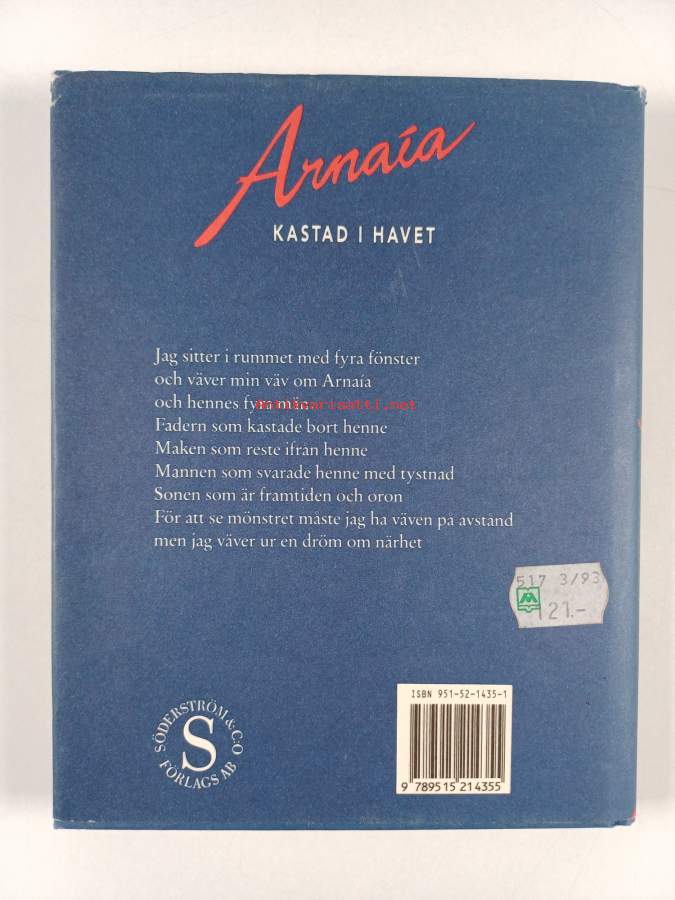 Arnaía
KASTAD I HAVET
Jag sitter i rummet med fyra fönster
och väver min väv om Arnaía
och hennes fyra män
antikvariaatti.net
Fadern som kastade bort henne
Maken som reste ifrån henne
Mannen som svarade henne med tystnad
Sonen som är framtiden och oron
För att se mönstret måste jag ha väven på avstånd
men jag väver ur en dröm om närhet
517 3/93
121.-
ISBN 951-52-1435-1
9 789515 214355
SÖDERSTRÖM & C:O
S
FÖRLAGS AB